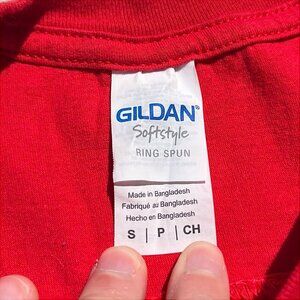 GILDAN®
Softstyle
RING SPUN
Made in Bangladesh
Fabriqué au Bangladesh
Hecho en Bangladesh
S | P | CH